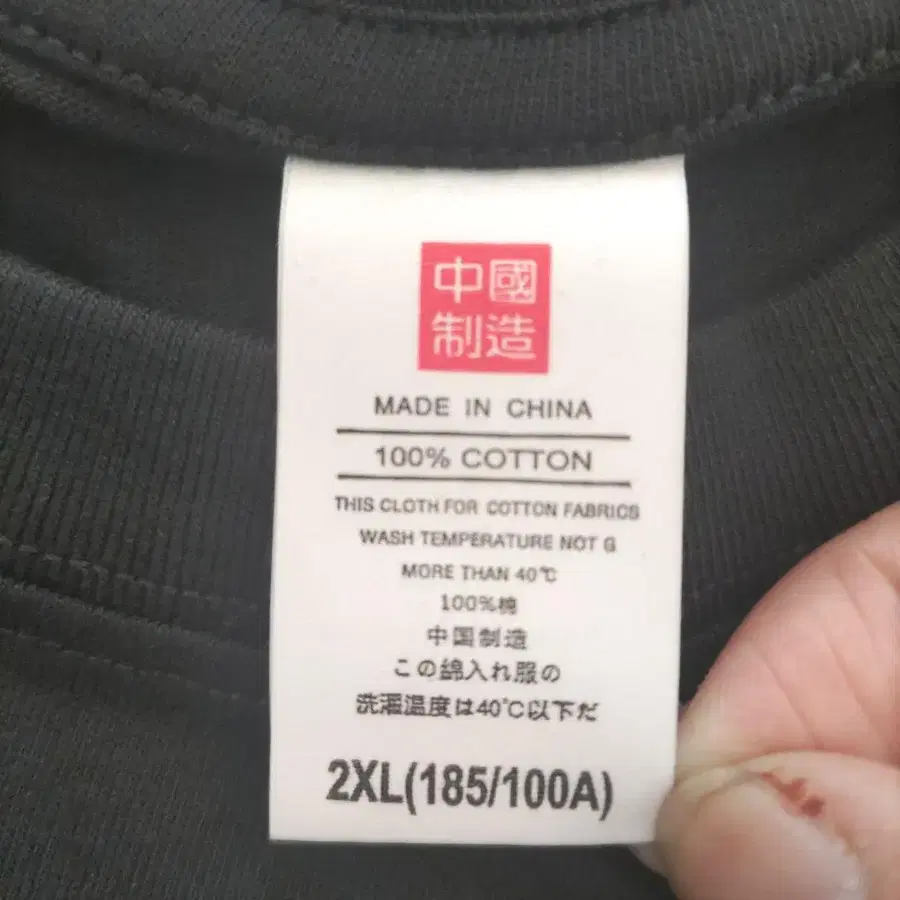 中國
制造
MADE IN CHINA
100% COTTON
THIS CLOTH FOR COTTON FABRICS
WASH TEMPERATURE NOT G
MORE THAN 40℃
100%棉
中国制造
この綿入れ服の
洗濯温度は40℃以下だ
2XL(185/100A)